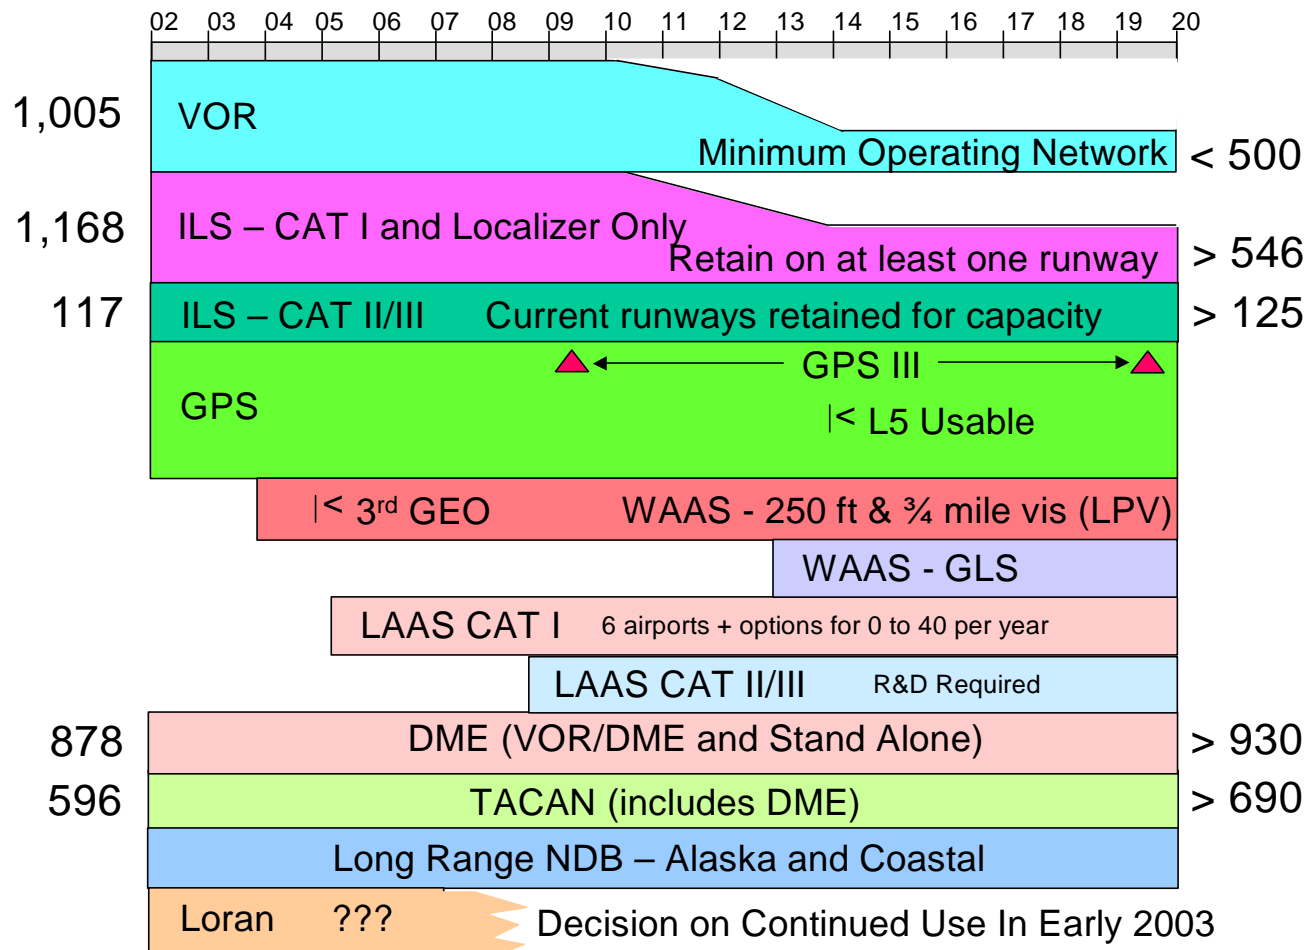 02 03 04 05 06 07 08 09 10 11 12 13 14 15 16 17 18 19 20
1,005 VOR
Minimum Operating Network < 500
1,168 ILS – CAT I and Localizer Only
Retain on at least one runway > 546
117 ILS – CAT II/III Current runways retained for capacity > 125
GPS III
GPS
|< L5 Usable
|< 3rd GEO WAAS - 250 ft & ¾ mile vis (LPV)
WAAS - GLS
LAAS CAT I 6 airports + options for 0 to 40 per year
LAAS CAT II/III R&D Required
878 DME (VOR/DME and Stand Alone) > 930
596 TACAN (includes DME) > 690
Long Range NDB – Alaska and Coastal
Loran ??? Decision on Continued Use In Early 2003